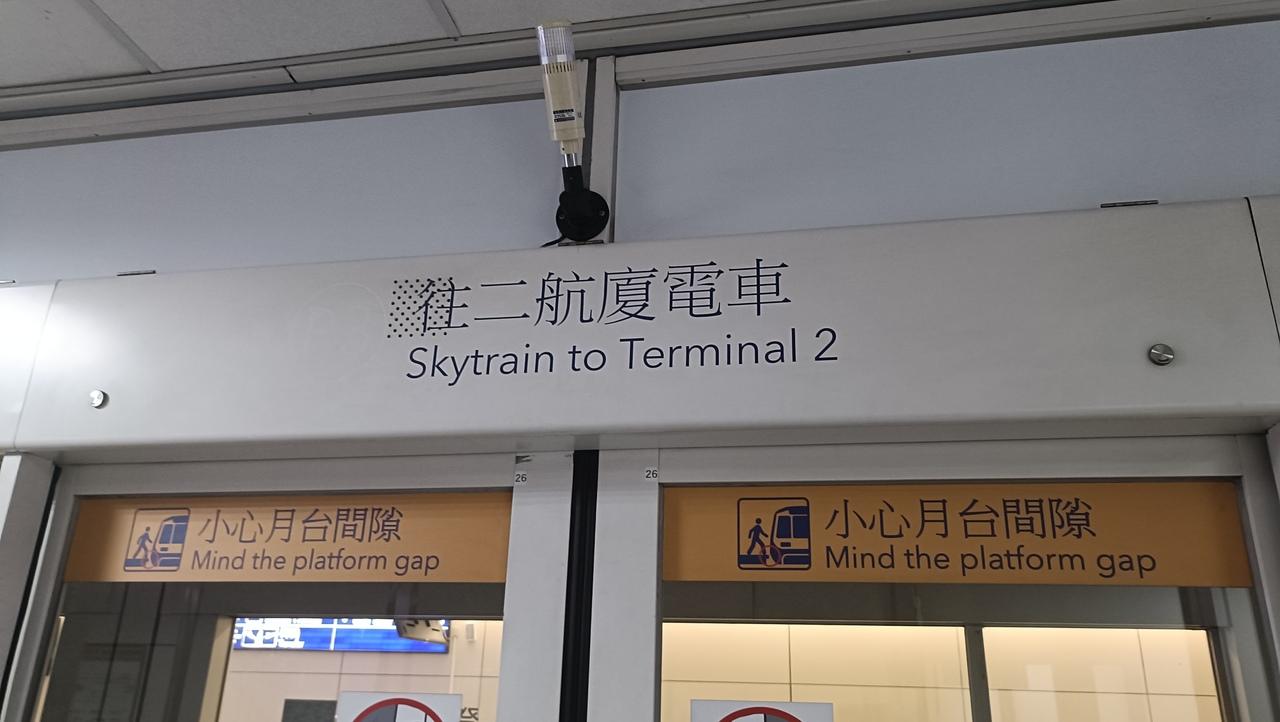 往二航廈電車
Skytrain to Terminal 2
26
26
小心月台間隙
Mind the platform gap
小心月台間隙
Mind the platform gap